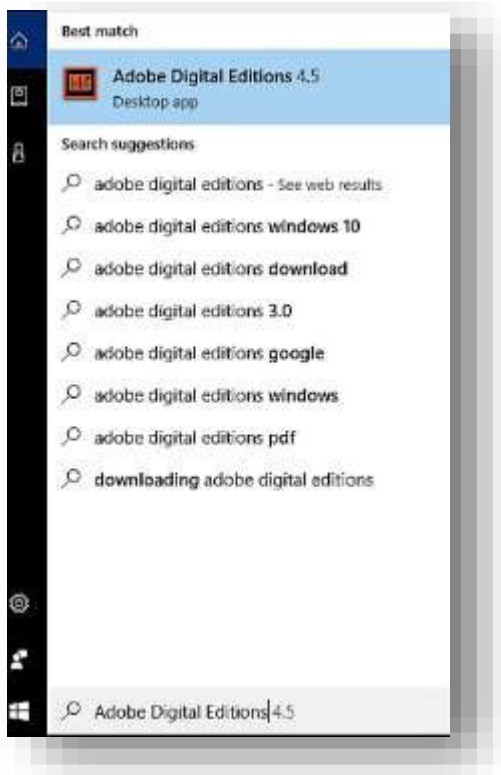 Best match
Adobe Digital Editions 4.5
Desktop app
Search suggestions
adobe digital editions - See web results
adobe digital editions windows 10
adobe digital editions download
adobe digital editions 3.0
adobe digital editions google
adobe digital editions windows
adobe digital editions pdf
downloading adobe digital editions
Adobe Digital Editions 4.5